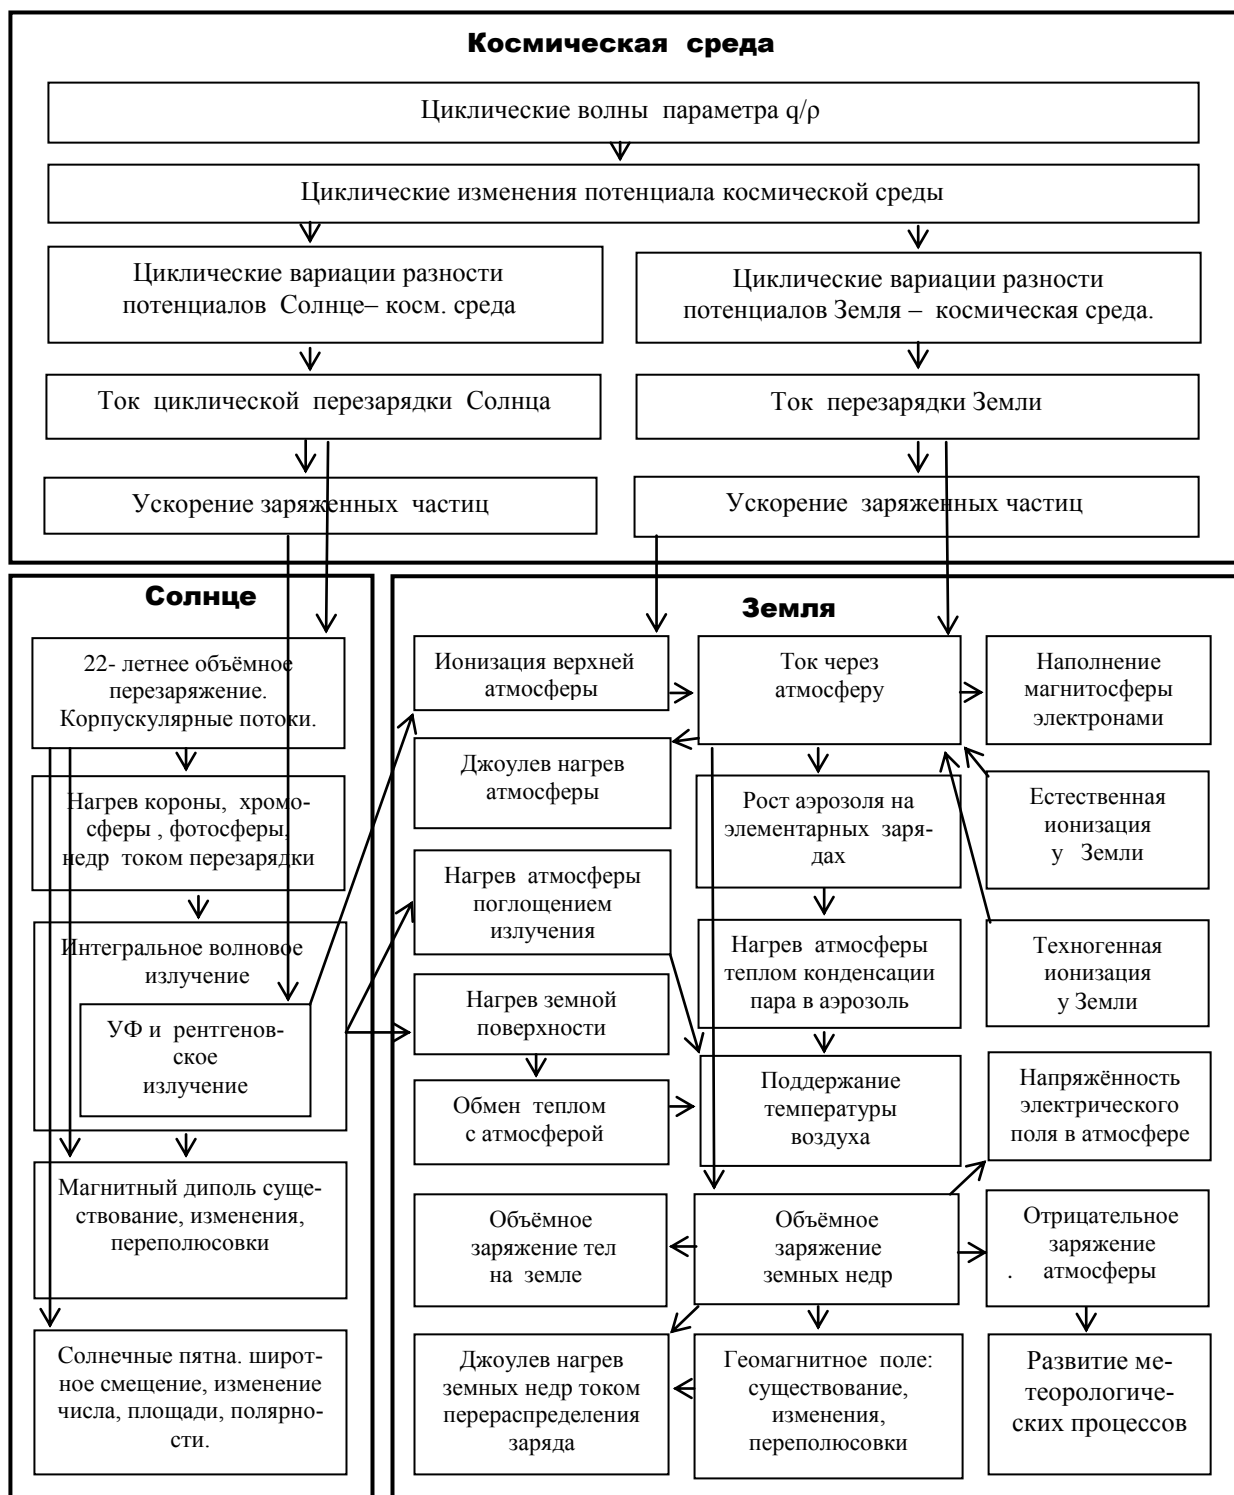 Космическая среда
Циклические волны параметра q/ρ
Циклические изменения потенциала космической среды
Циклические вариации разности
потенциалов Солнце– косм. среда
Циклические вариации разности
потенциалов Земля – космическая среда.
Ток циклической перезарядки Солнца
Ток перезарядки Земли
Ускорение заряженных частиц
Ускорение заряженных частиц
Солнце
22- летнее объёмное
перезаряжение.
Корпускулярные потоки.
Нагрев короны, хромо-
сферы , фотосферы,
недр током перезарядки
Интегральное волновое
излучение
УФ и рентгенов-
ское
излучение
Магнитный диполь суще-
ствование, изменения,
переполюсовки
Солнечные пятна. широт-
ное смещение, изменение
числа, площади, полярно-
сти.
Земля
Ионизация верхней
атмосферы
Ток через
атмосферу
Наполнение
магнитосферы
электронами
Джоулев нагрев
атмосферы
Рост аэрозоля на
элементарных заря-
дах
Естественная
ионизация
у Земли
Нагрев атмосферы
поглощением
излучения
Нагрев атмосферы
теплом конденсации
пара в аэрозоль
Техногенная
ионизация
у Земли
Нагрев земной
поверхности
Обмен теплом
с атмосферой
Поддержание
температуры
воздуха
Напряжённость
электрического
поля в атмосфере
Объёмное
заряжение тел
на земле
Объёмное
заряжение
земных недр
Отрицательное
заряжение
. атмосферы
Джоулев нагрев
земных недр током
перераспределения
заряда
Геомагнитное поле:
существование,
изменения,
переполюсовки
Развитие ме-
теорологиче-
ских процессов